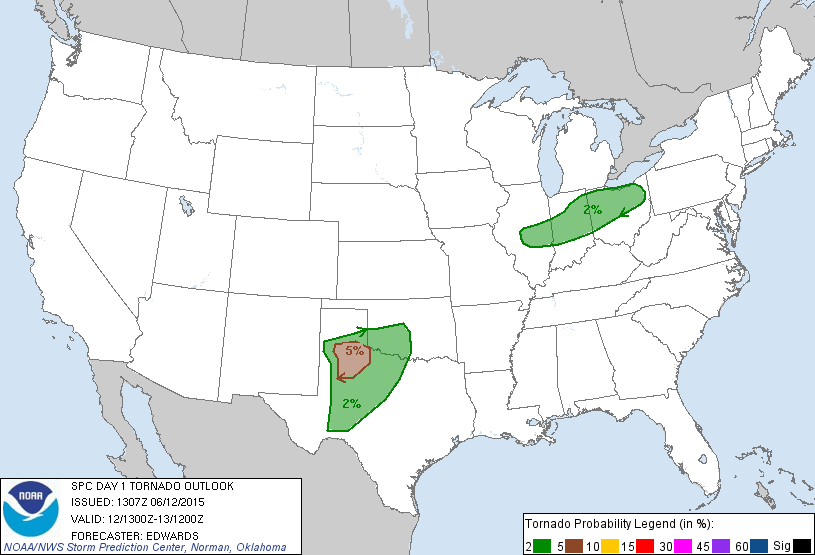 2%
5%
2%
NOAA
SPC DAY 1 TORNADO OUTLOOK
ISSUED: 1307Z 06/12/2015
VALID: 12/1300Z-13/1200Z
FORECASTER: EDWARDS
NOAA/NWS Storm Prediction Center, Norman, Oklahoma
Tornado Probability Legend (in %):
2 5 10 15 30 45 60 Sig